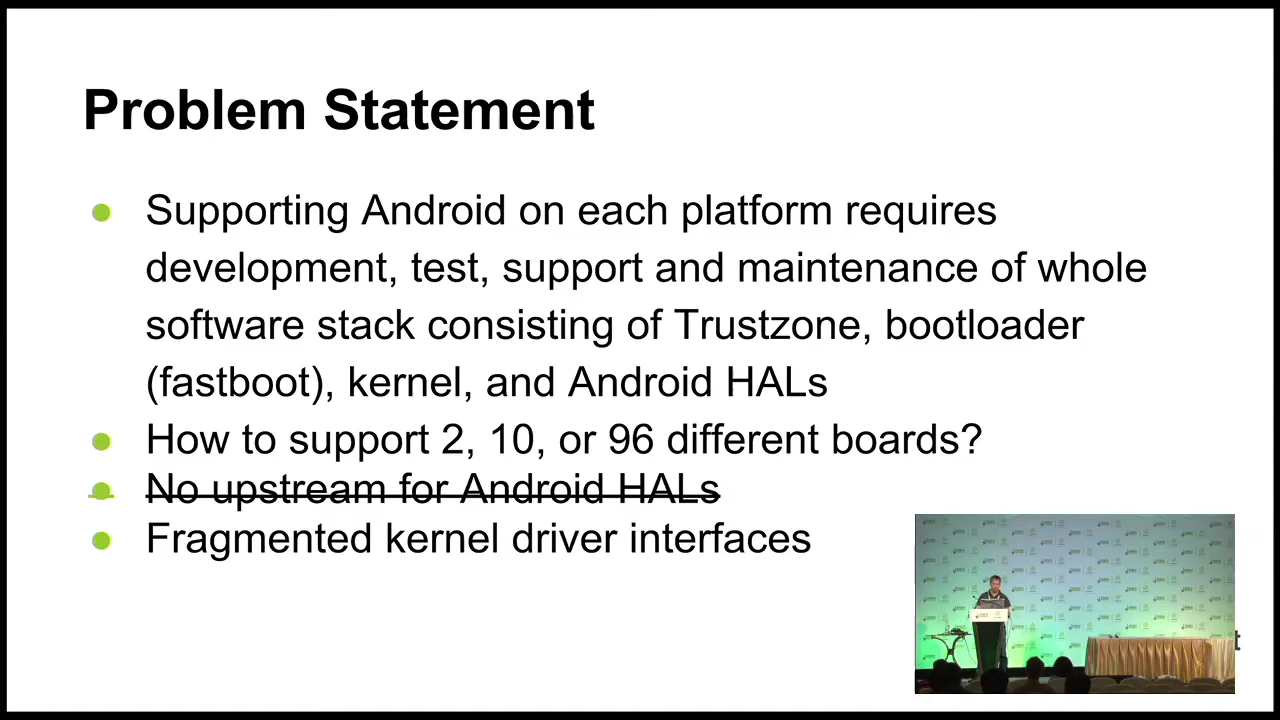 Problem Statement
Supporting Android on each platform requires
development, test, support and maintenance of whole
software stack consisting of Trustzone, bootloader
(fastboot), kernel, and Android HALs
How to support 2, 10, or 96 different boards?
No upstream for Android HALs
Fragmented kernel driver interfaces